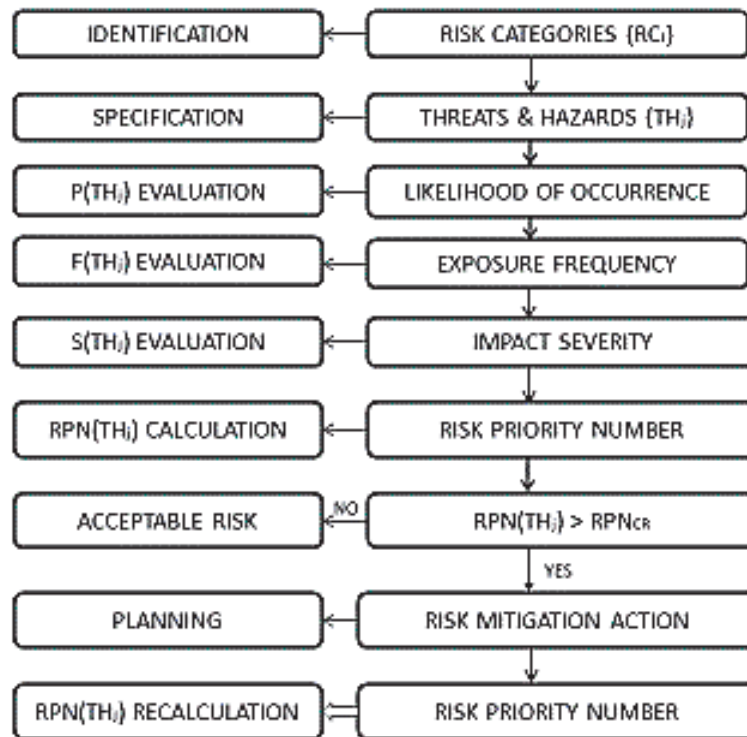 IDENTIFICATION
RISK CATEGORIES {RCi}
SPECIFICATION
THREATS & HAZARDS {THj}
P(THj) EVALUATION
LIKELIHOOD OF OCCURRENCE
F(THj) EVALUATION
EXPOSURE FREQUENCY
S(THj) EVALUATION
IMPACT SEVERITY
RPN(THj) CALCULATION
RISK PRIORITY NUMBER
ACCEPTABLE RISK
NO
RPN(THj) > RPNCR
YES
PLANNING
RISK MITIGATION ACTION
RPN(THj) RECALCULATION
RISK PRIORITY NUMBER